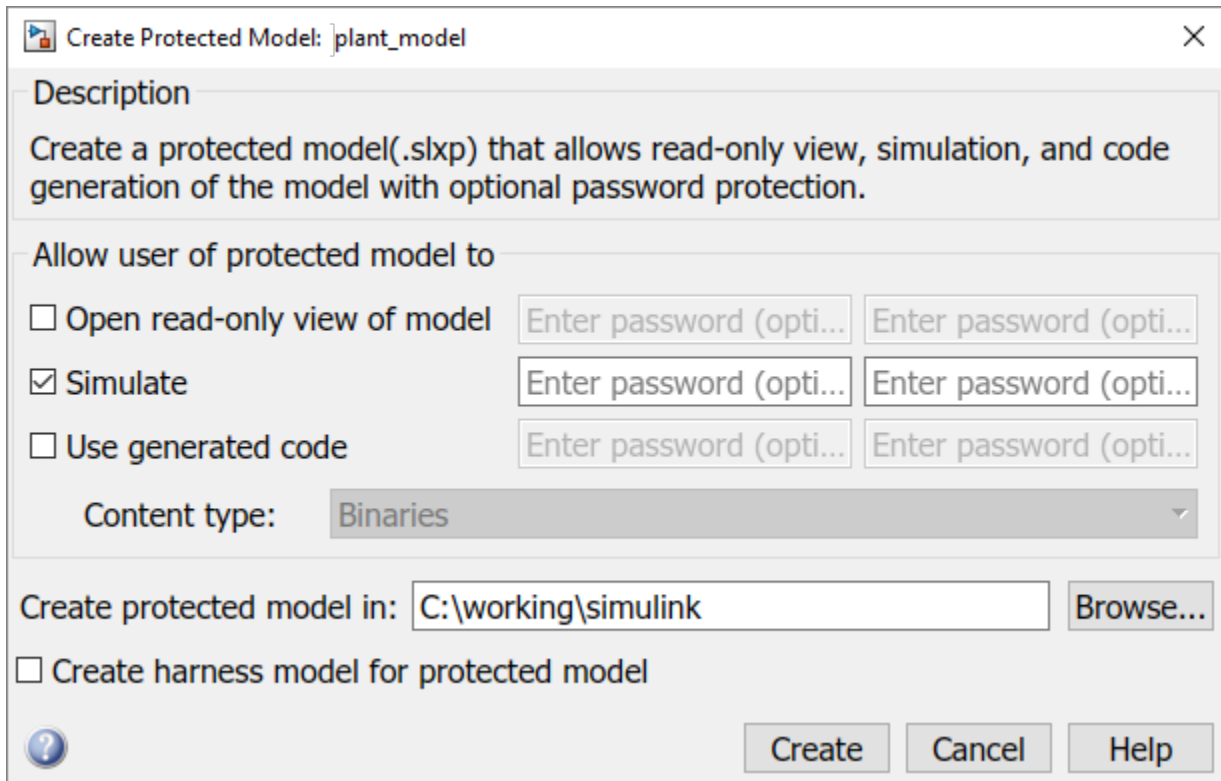 Create Protected Model: plant_model
Description
Create a protected model(.slxp) that allows read-only view, simulation, and code
generation of the model with optional password protection.
Allow user of protected model to
Open read-only view of model Enter password (opti... Enter password (opti...
Simulate Enter password (opti... Enter password (opti...
Use generated code Enter password (opti... Enter password (opti...
Content type: Binaries
Create protected model in: C:\working\simulink Browse...
Create harness model for protected model
? Create Cancel Help